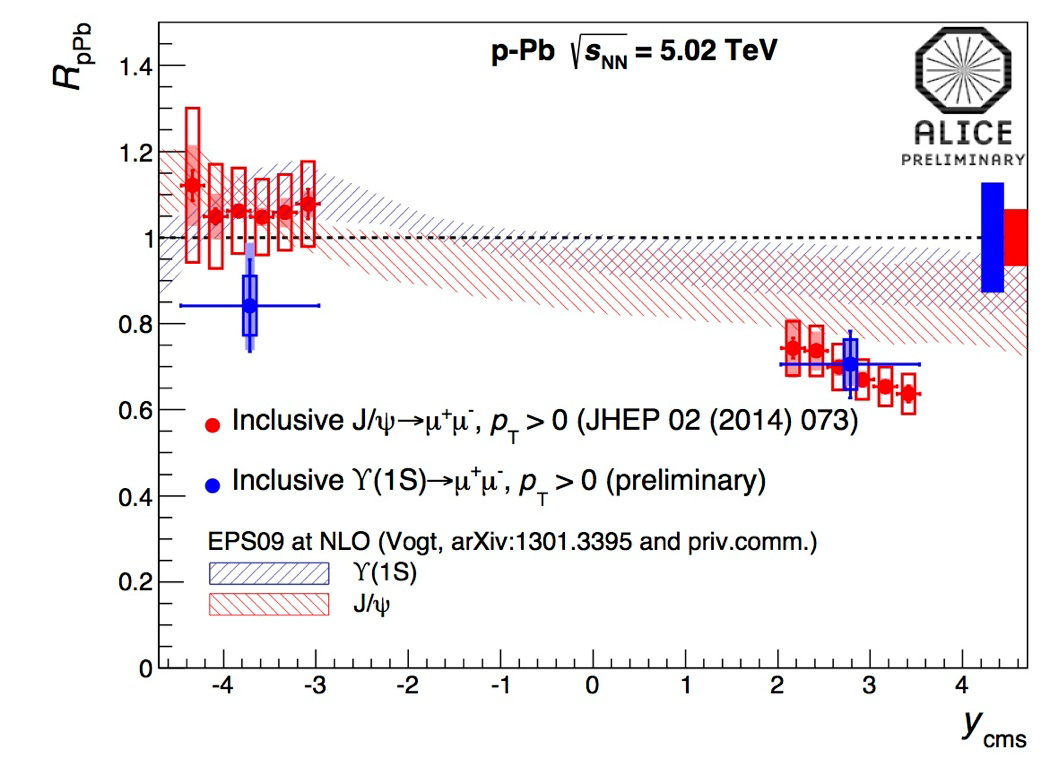 R_pPb
p-Pb √s_NN = 5.02 TeV
ALICE
PRELIMINARY
1.4
1.2
1
0.8
0.6
0.4
0.2
0
Inclusive J/ψ→μ⁺μ⁻, p_T > 0 (JHEP 02 (2014) 073)
Inclusive ϒ(1S)→μ⁺μ⁻, p_T > 0 (preliminary)
EPS09 at NLO (Vogt, arXiv:1301.3395 and priv.comm.)
ϒ(1S)
J/ψ
-4 -3 -2 -1 0 1 2 3 4
y_cms